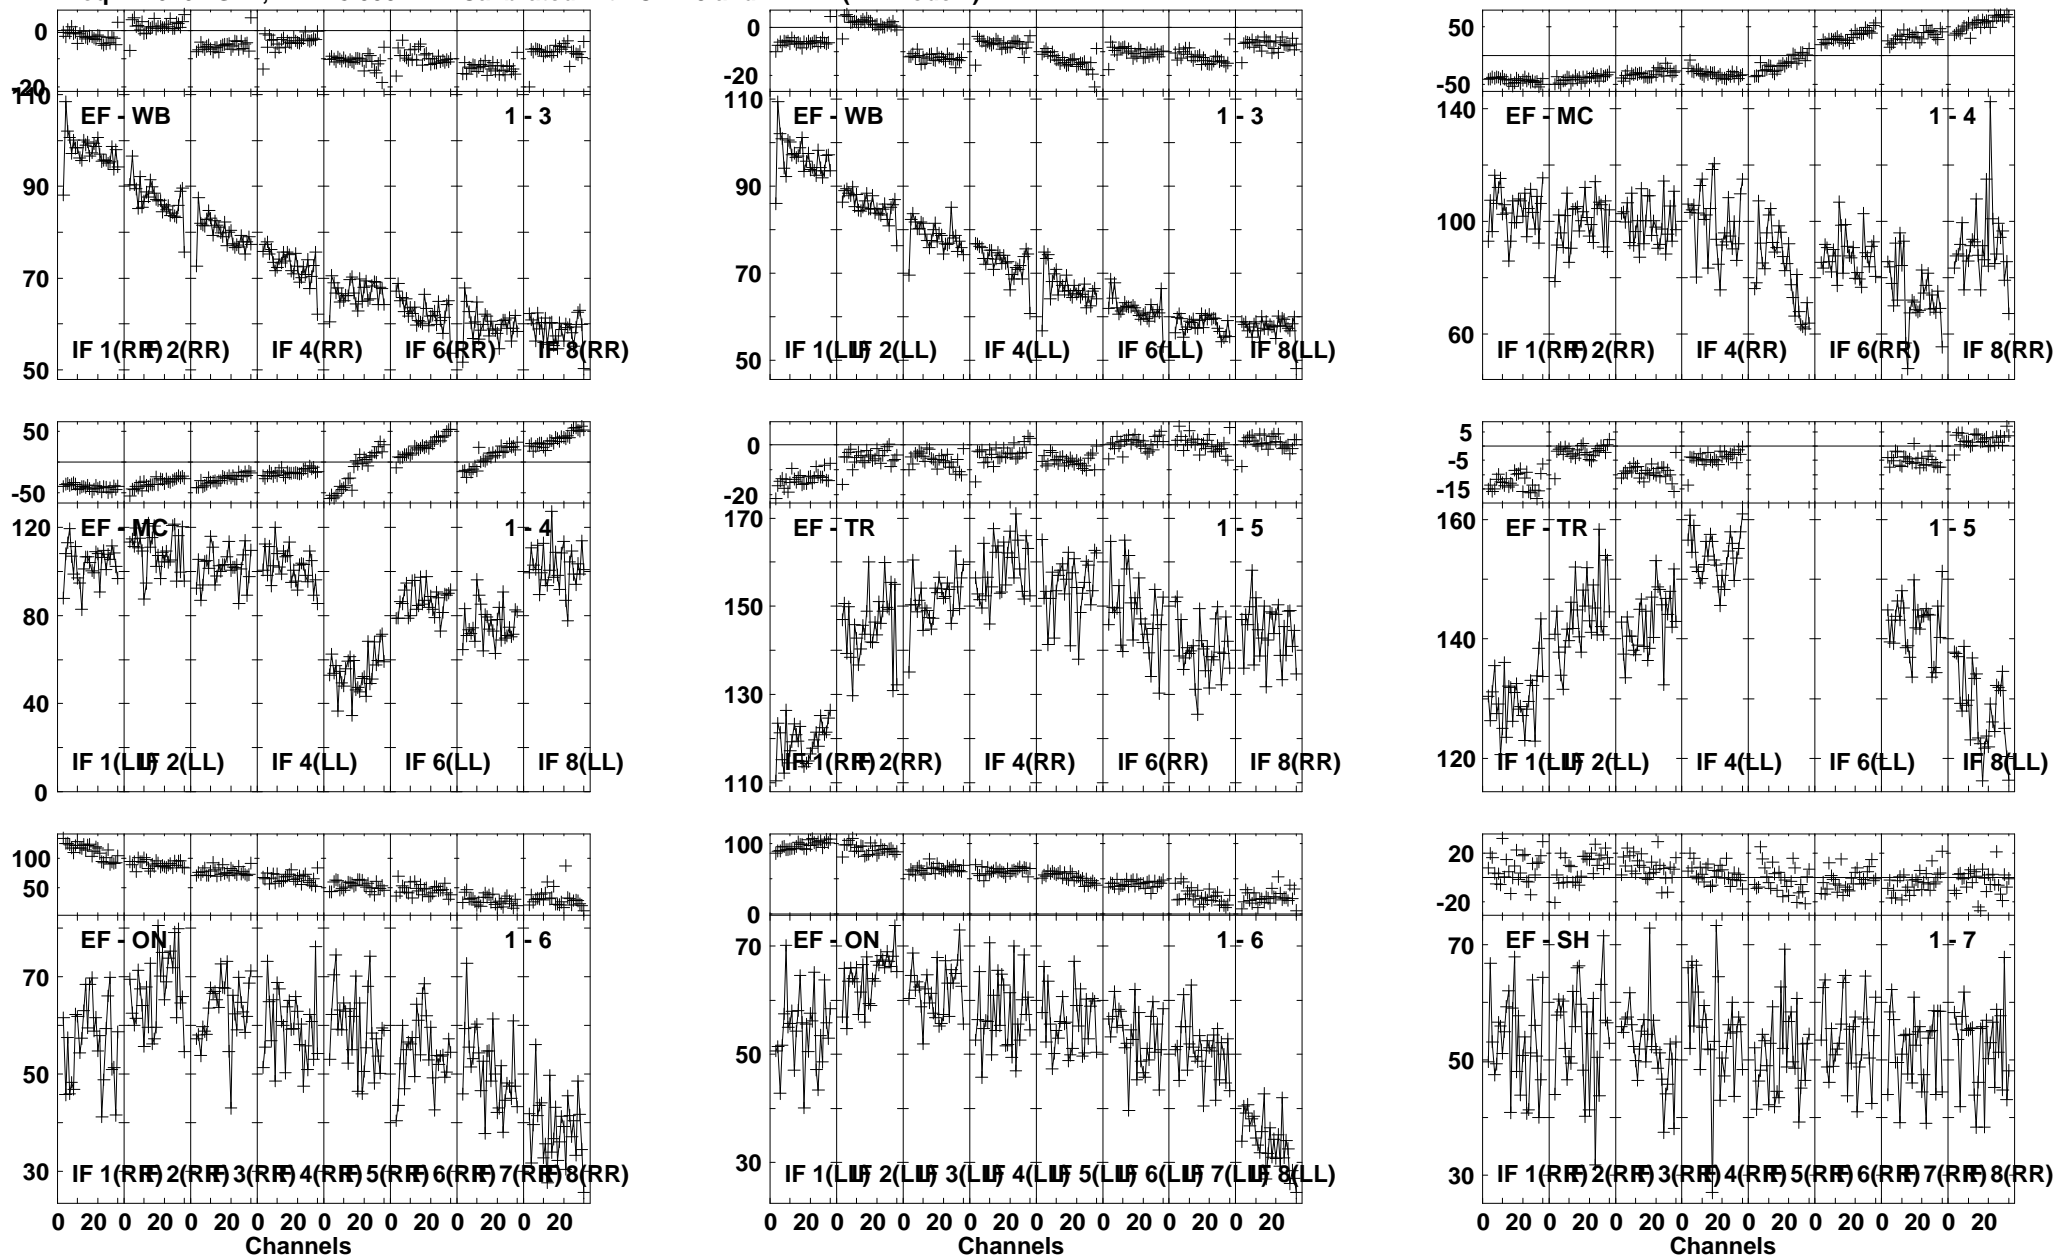 0
-20
110
EF - WB 1 - 3
90
70
50
IF 1(RR) IF 2(RR) IF 4(RR) IF 6(RR) IF 8(RR)
0
-20
110
EF - WB 1 - 3
90
70
50
IF 1(LL) IF 2(LL) IF 4(LL) IF 6(LL) IF 8(LL)
50
-50
140
EF - MC 1 - 4
100
60
IF 1(RR) IF 2(RR) IF 4(RR) IF 6(RR) IF 8(RR)
50
-50
120
EF - MC 1 - 4
80
40
0
IF 1(LL) IF 2(LL) IF 4(LL) IF 6(LL) IF 8(LL)
0
-20
170
EF - TR 1 - 5
150
130
110
IF 1(RR) IF 2(RR) IF 4(RR) IF 6(RR) IF 8(RR)
5
-5
-15
160
EF - TR 1 - 5
140
120
IF 1(LL) IF 2(LL) IF 4(LL) IF 6(LL) IF 8(LL)
100
50
EF - ON 1 - 6
70
50
30
IF 1(RR) IF 2(RR) IF 3(RR) IF 4(RR) IF 5(RR) IF 6(RR) IF 7(RR) IF 8(RR)
0 20 0 20 0 20 0 20 0 20 0 20 0 20 0 20
Channels
100
0
EF - ON 1 - 6
70
50
30
IF 1(LL) IF 2(LL) IF 3(LL) IF 4(LL) IF 5(LL) IF 6(LL) IF 7(LL) IF 8(LL)
0 20 0 20 0 20 0 20 0 20 0 20 0 20 0 20
Channels
20
-20
EF - SH 1 - 7
70
50
30
IF 1(RR) IF 2(RR) IF 3(RR) IF 4(RR) IF 5(RR) IF 6(RR) IF 7(RR) IF 8(RR)
0 20 0 20 0 20 0 20 0 20 0 20 0 20 0 20
Channels